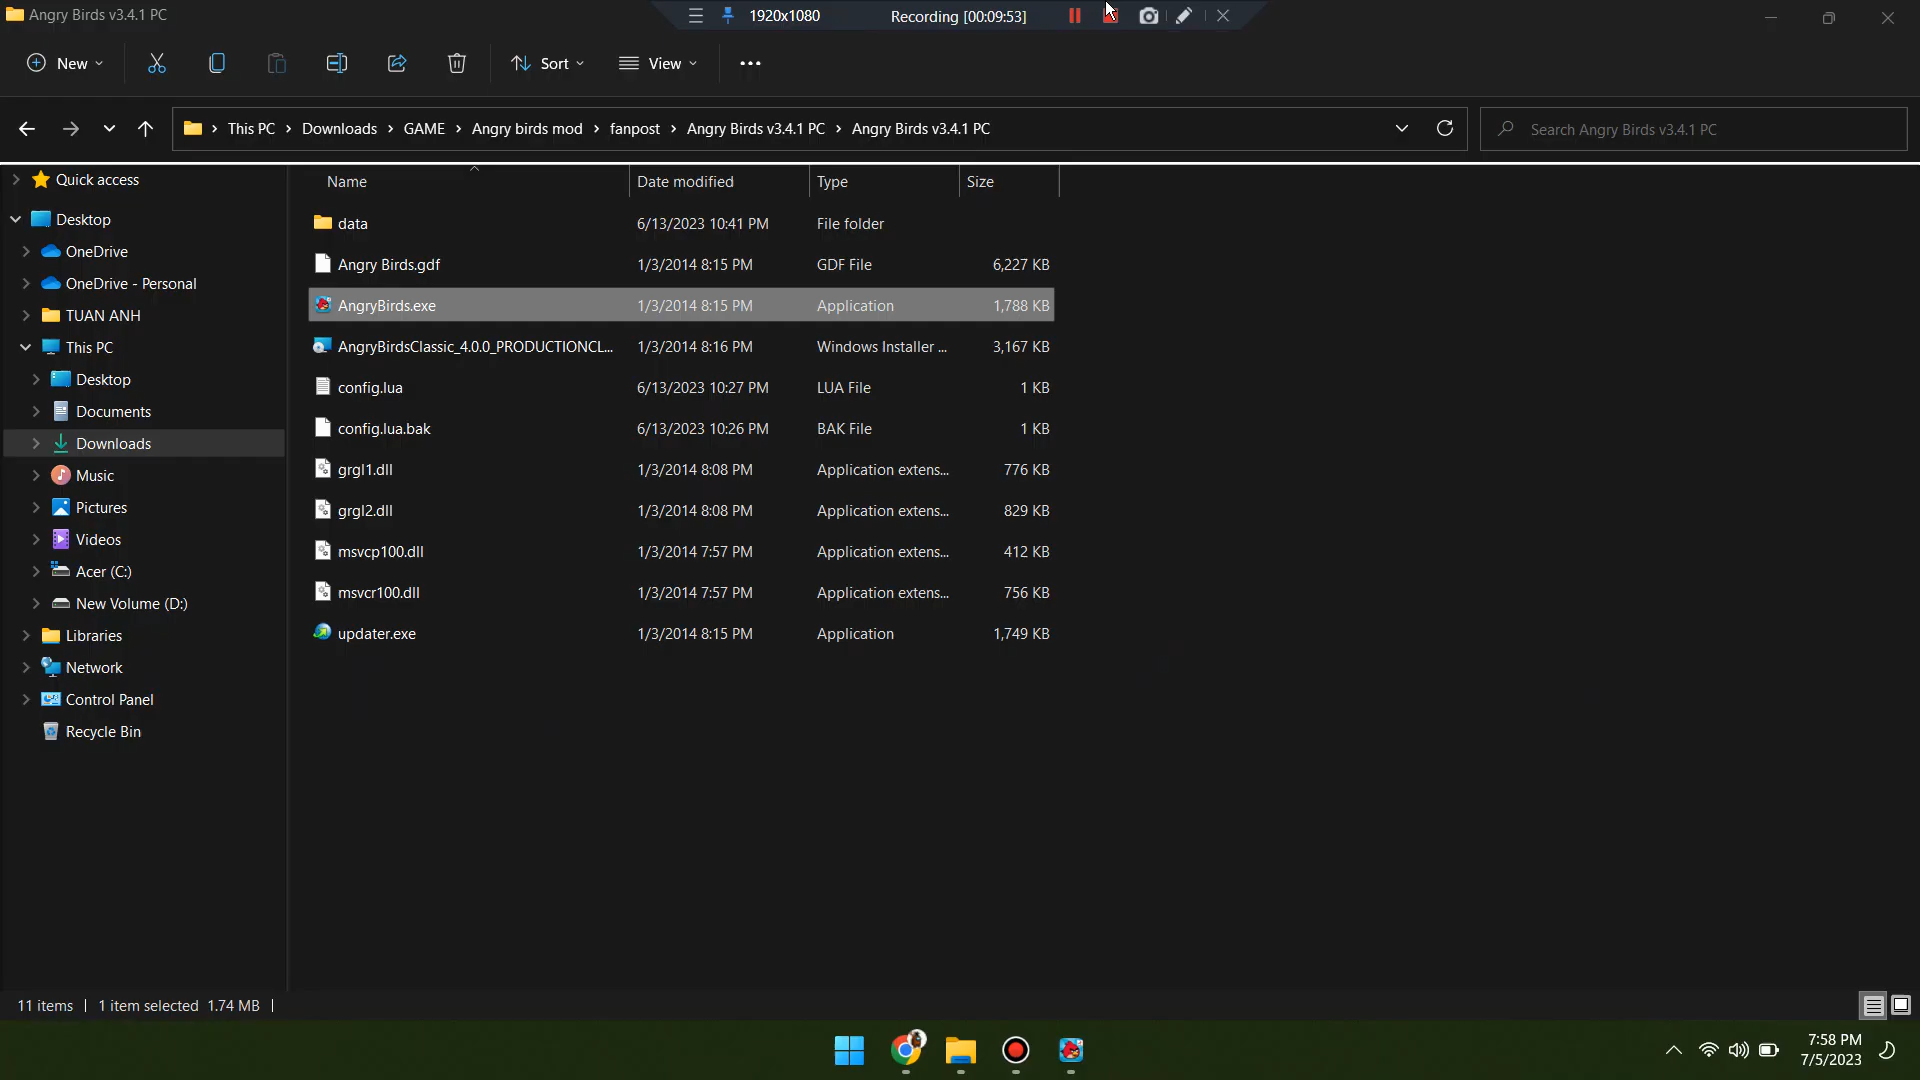 Angry Birds v3.4.1 PC
1920x1080
Recording [00:09:53]
New
Sort
View
This PC > Downloads > GAME > Angry birds mod > fanpost > Angry Birds v3.4.1 PC > Angry Birds v3.4.1 PC
Search Angry Birds v3.4.1 PC
Quick access
Desktop
OneDrive
OneDrive - Personal
TUAN ANH
This PC
Desktop
Documents
Downloads
Music
Pictures
Videos
Acer (C:)
New Volume (D:)
Libraries
Network
Control Panel
Recycle Bin
Name Date modified Type Size
data 6/13/2023 10:41 PM File folder
Angry Birds.gdf 1/3/2014 8:15 PM GDF File 6,227 KB
AngryBirds.exe 1/3/2014 8:15 PM Application 1,788 KB
AngryBirdsClassic_4.0.0_PRODUCTIONCL... 1/3/2014 8:16 PM Windows Installer ... 3,167 KB
config.lua 6/13/2023 10:27 PM LUA File 1 KB
config.lua.bak 6/13/2023 10:26 PM BAK File 1 KB
grgl1.dll 1/3/2014 8:08 PM Application extens... 776 KB
grgl2.dll 1/3/2014 8:08 PM Application extens... 829 KB
msvcp100.dll 1/3/2014 7:57 PM Application extens... 412 KB
msvcr100.dll 1/3/2014 7:57 PM Application extens... 756 KB
updater.exe 1/3/2014 8:15 PM Application 1,749 KB
11 items | 1 item selected 1.74 MB |
7:58 PM
7/5/2023